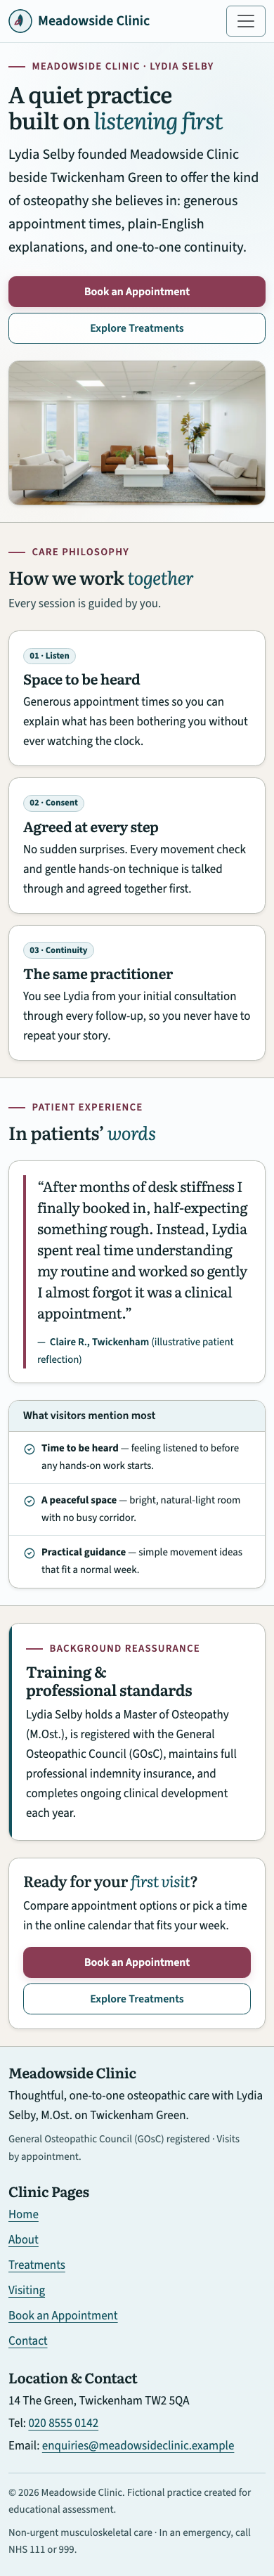 Meadowside Clinic
MEADOWSIDE CLINIC · LYDIA SELBY
A quiet practice
built on listening first
Lydia Selby founded Meadowside Clinic
beside Twickenham Green to offer the kind
of osteopathy she believes in: generous
appointment times, plain-English
explanations, and one-to-one continuity.
Book an Appointment
Explore Treatments
CARE PHILOSOPHY
How we work together
Every session is guided by you.
01 · Listen
Space to be heard
Generous appointment times so you can
explain what has been bothering you without
ever watching the clock.
02 · Consent
Agreed at every step
No sudden surprises. Every movement check
and gentle hands-on technique is talked
through and agreed together first.
03 · Continuity
The same practitioner
You see Lydia from your initial consultation
through every follow-up, so you never have to
repeat your story.
PATIENT EXPERIENCE
In patients’ words
“After months of desk stiffness I
finally booked in, half-expecting
something rough. Instead, Lydia
spent real time understanding
my routine and worked so gently
I almost forgot it was a clinical
appointment.”
— Claire R., Twickenham (illustrative patient
reflection)
What visitors mention most
Time to be heard — feeling listened to before
any hands-on work starts.
A peaceful space — bright, natural-light room
with no busy corridor.
Practical guidance — simple movement ideas
that fit a normal week.
BACKGROUND REASSURANCE
Training &
professional standards
Lydia Selby holds a Master of Osteopathy
(M.Ost.), is registered with the General
Osteopathic Council (GOsC), maintains full
professional indemnity insurance, and
completes ongoing clinical development
each year.
Ready for your first visit?
Compare appointment options or pick a time
in the online calendar that fits your week.
Book an Appointment
Explore Treatments
Meadowside Clinic
Thoughtful, one-to-one osteopathic care with Lydia
Selby, M.Ost. on Twickenham Green.
General Osteopathic Council (GOsC) registered · Visits
by appointment.
Clinic Pages
Home
About
Treatments
Visiting
Book an Appointment
Contact
Location & Contact
14 The Green, Twickenham TW2 5QA
Tel: 020 8555 0142
Email: enquiries@meadowsideclinic.example
© 2026 Meadowside Clinic. Fictional practice created for
educational assessment.
Non-urgent musculoskeletal care · In an emergency, call
NHS 111 or 999.